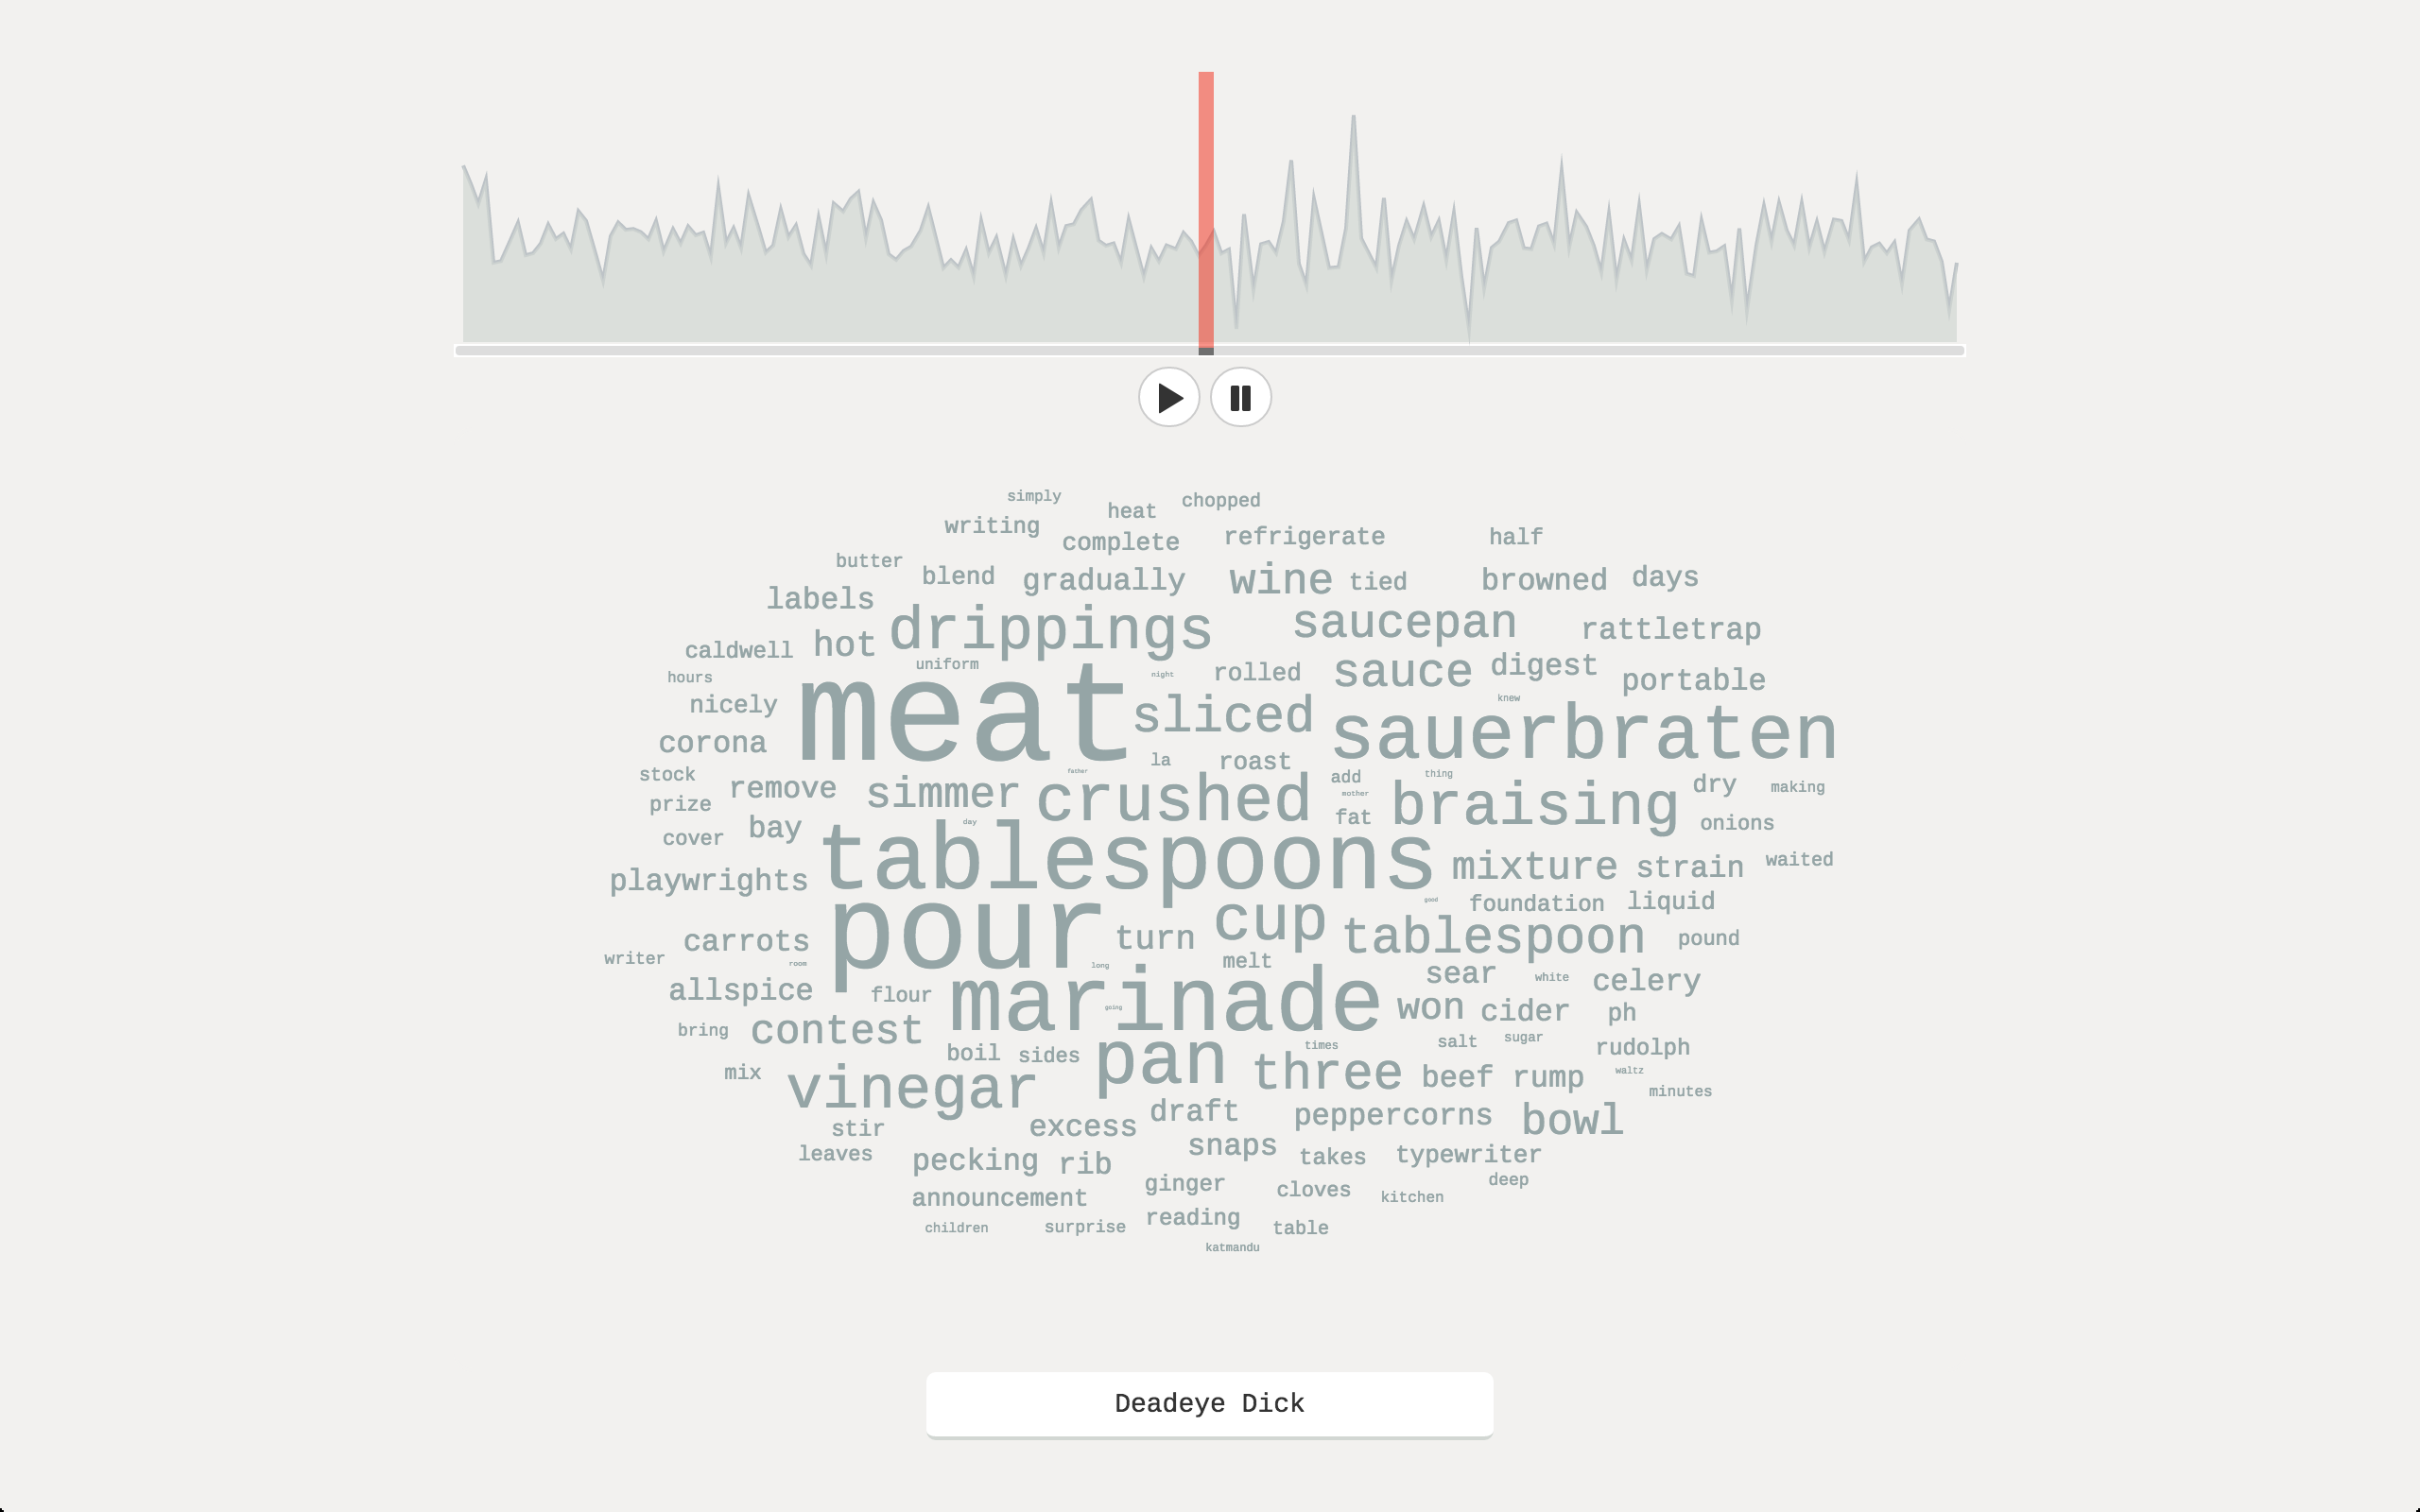 simply
heat chopped
writing complete refrigerate half
butter blend gradually wine tied browned days
labels drippings saucepan rattletrap
caldwell hot uniform rolled sauce digest
hours night portable
nicely meat sliced knew sauerbraten
corona la roast
stock father add thing
prize remove simmer crushed mother braising dry making
cover bay day fat onions
playwrights tablespoons mixture strain waited
good foundation liquid
carrots pour turn cup tablespoon pound
writer room long melt sear white celery
allspice flour marinade going won cider ph
bring contest boil sides times salt sugar rudolph
mix vinegar pan three beef rump waltz minutes
stir excess draft peppercorns bowl
leaves pecking rib snaps takes typewriter
announcement ginger cloves kitchen deep
children surprise reading table
katmandu
Deadeye Dick